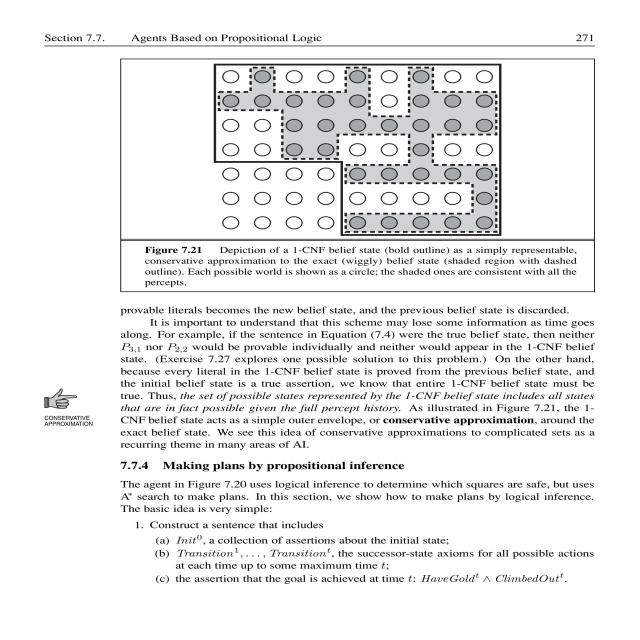 Section 7.7. Agents Based on Propositional Logic 271
Figure 7.21 Depiction of a 1-CNF belief state (bold outline) as a simply representable,
conservative approximation to the exact (wiggly) belief state (shaded region with dashed
outline). Each possible world is shown as a circle; the shaded ones are consistent with all the
percepts.
provable literals becomes the new belief state, and the previous belief state is discarded.
It is important to understand that this scheme may lose some information as time goes
along. For example, if the sentence in Equation (7.4) were the true belief state, then neither
P3,1 nor P2,2 would be provable individually and neither would appear in the 1-CNF belief
state. (Exercise 7.27 explores one possible solution to this problem.) On the other hand,
because every literal in the 1-CNF belief state is proved from the previous belief state, and
the initial belief state is a true assertion, we know that entire 1-CNF belief state must be
true. Thus, the set of possible states represented by the 1-CNF belief state includes all states
that are in fact possible given the full percept history. As illustrated in Figure 7.21, the 1-
CONSERVATIVE
APPROXIMATION
CNF belief state acts as a simple outer envelope, or conservative approximation, around the
exact belief state. We see this idea of conservative approximations to complicated sets as a
recurring theme in many areas of AI.
7.7.4 Making plans by propositional inference
The agent in Figure 7.20 uses logical inference to determine which squares are safe, but uses
A* search to make plans. In this section, we show how to make plans by logical inference.
The basic idea is very simple:
1. Construct a sentence that includes
(a) Init⁰, a collection of assertions about the initial state;
(b) Transition¹, . . . , Transitionᵗ, the successor-state axioms for all possible actions
at each time up to some maximum time t;
(c) the assertion that the goal is achieved at time t: HaveGoldᵗ ∧ ClimbedOutᵗ.